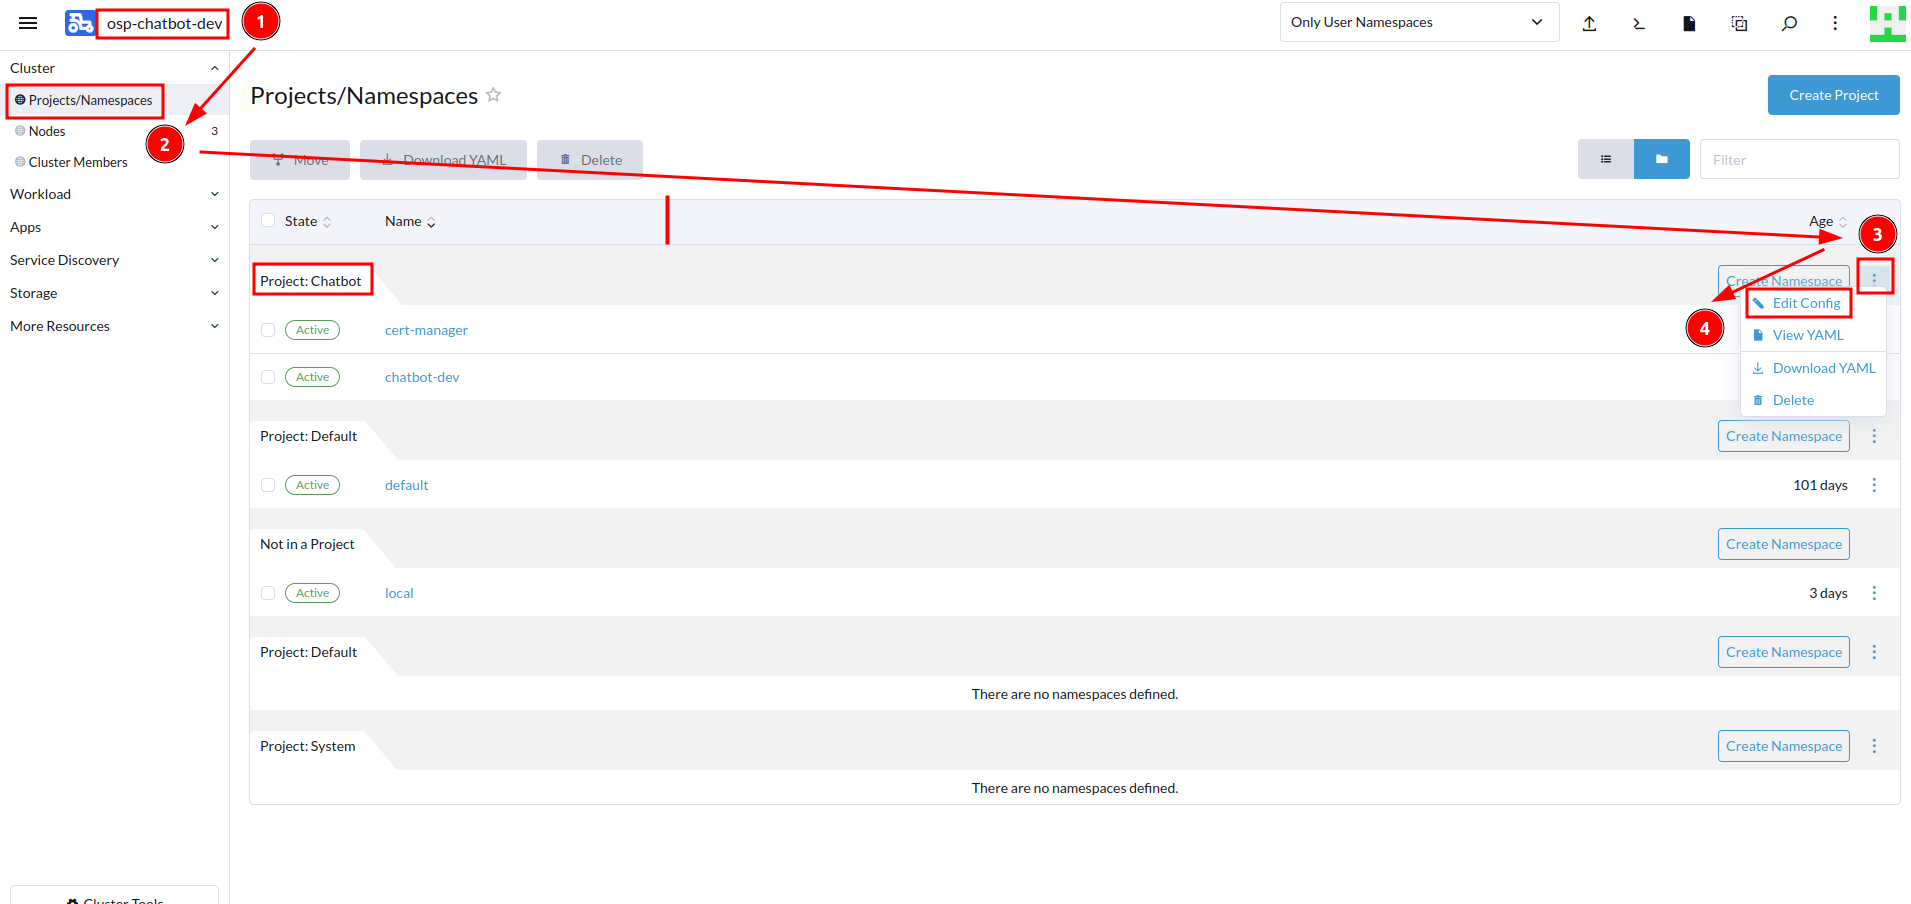 osp-chatbot-dev
1
Only User Namespaces
Cluster
Projects/Namespaces
Nodes
3
Cluster Members
2
Workload
Apps
Service Discovery
Storage
More Resources
Cluster Tools
Projects/Namespaces
Create Project
Move
Download YAML
Delete
Filter
State
Name
Age
3
Project: Chatbot
Create Namespace
4
Edit Config
View YAML
Download YAML
Delete
Active
cert-manager
Active
chatbot-dev
Project: Default
Create Namespace
Active
default
101 days
Not in a Project
Create Namespace
Active
local
3 days
Project: Default
Create Namespace
There are no namespaces defined.
Project: System
Create Namespace
There are no namespaces defined.